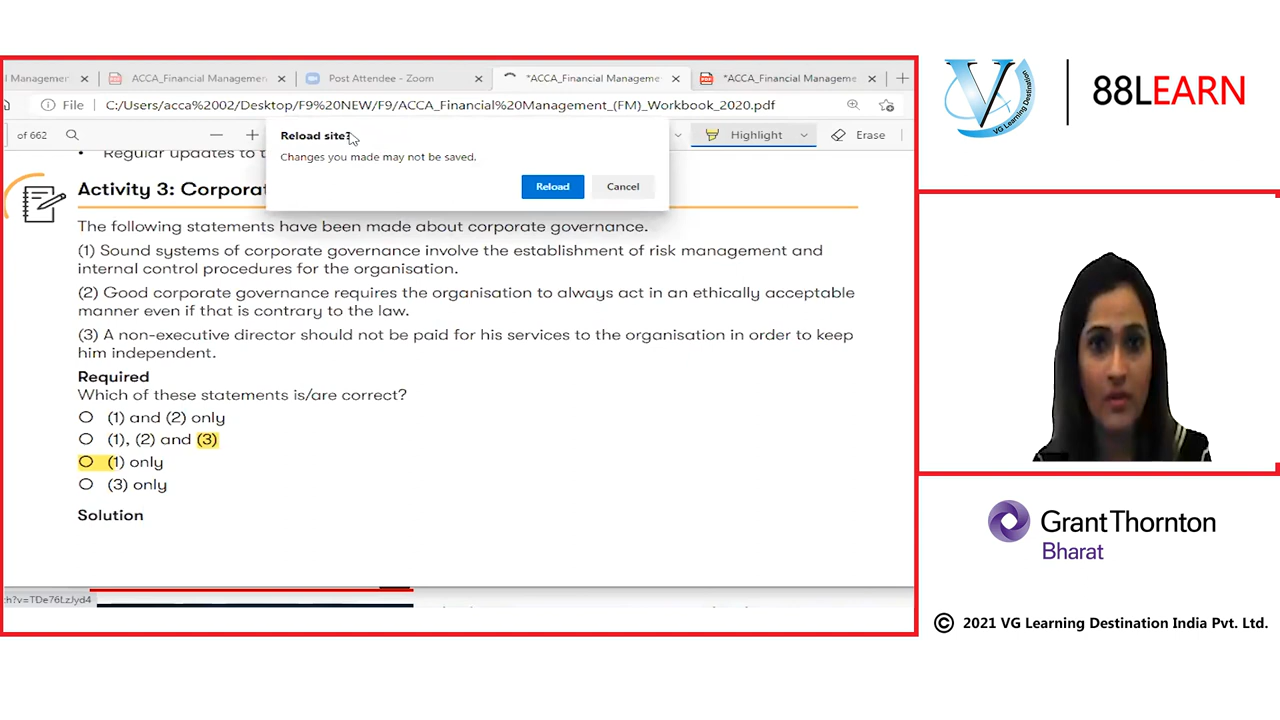 l Management
ACCA_Financial Managemen
Post Attendee - Zoom
*ACCA_Financial Manageme
*ACCA_Financial Manageme
File
C:/Users/acca%2002/Desktop/F9%20NEW/F9/ACCA_Financial%20Management_(FM)_Workbook_2020.pdf
of 662
Highlight
Erase
Reload site?
Changes you made may not be saved.
Reload
Cancel
• Regular updates to t
Activity 3: Corporat
The following statements have been made about corporate governance.
(1) Sound systems of corporate governance involve the establishment of risk management and
internal control procedures for the organisation.
(2) Good corporate governance requires the organisation to always act in an ethically acceptable
manner even if that is contrary to the law.
(3) A non-executive director should not be paid for his services to the organisation in order to keep
him independent.
Required
Which of these statements is/are correct?
(1) and (2) only
(1), (2) and (3)
(1) only
(3) only
Solution
ch?v=TDe76LzJyd4
V
VG Learning Destination
88LEARN
Grant Thornton
Bharat
© 2021 VG Learning Destination India Pvt. Ltd.